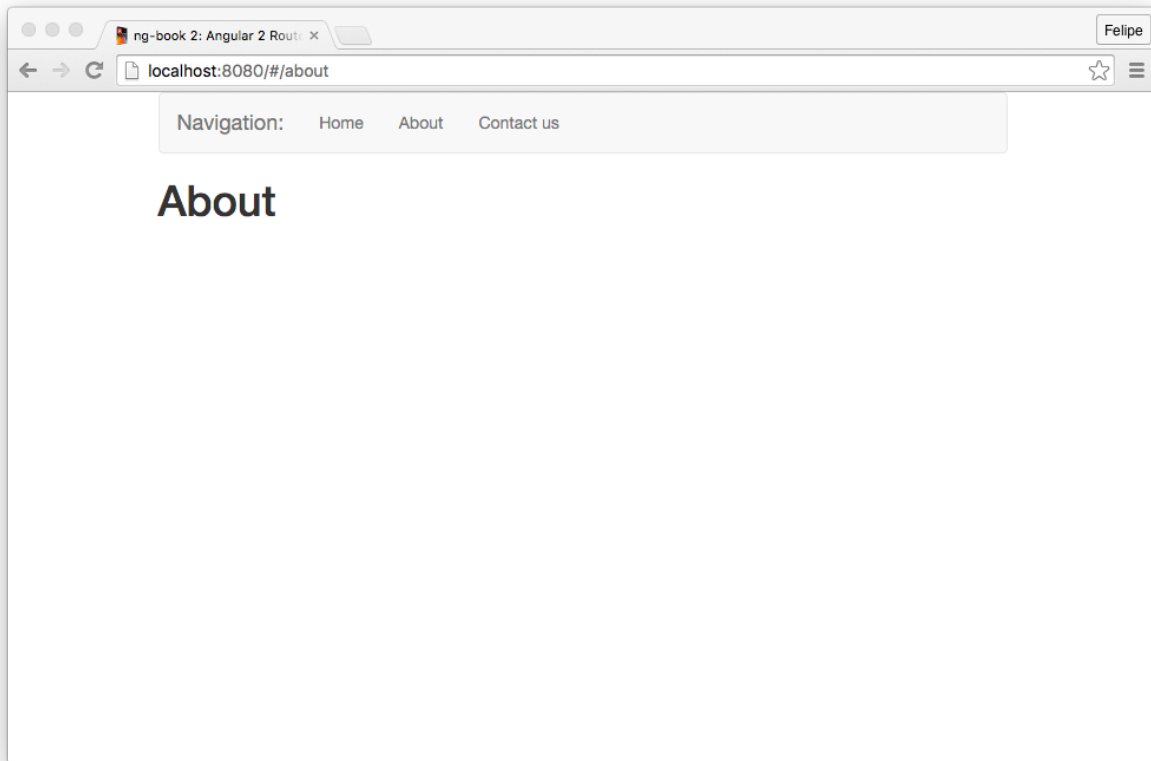 ng-book 2: Angular 2 Rout
Felipe
localhost:8080/#/about
Navigation: Home About Contact us
About